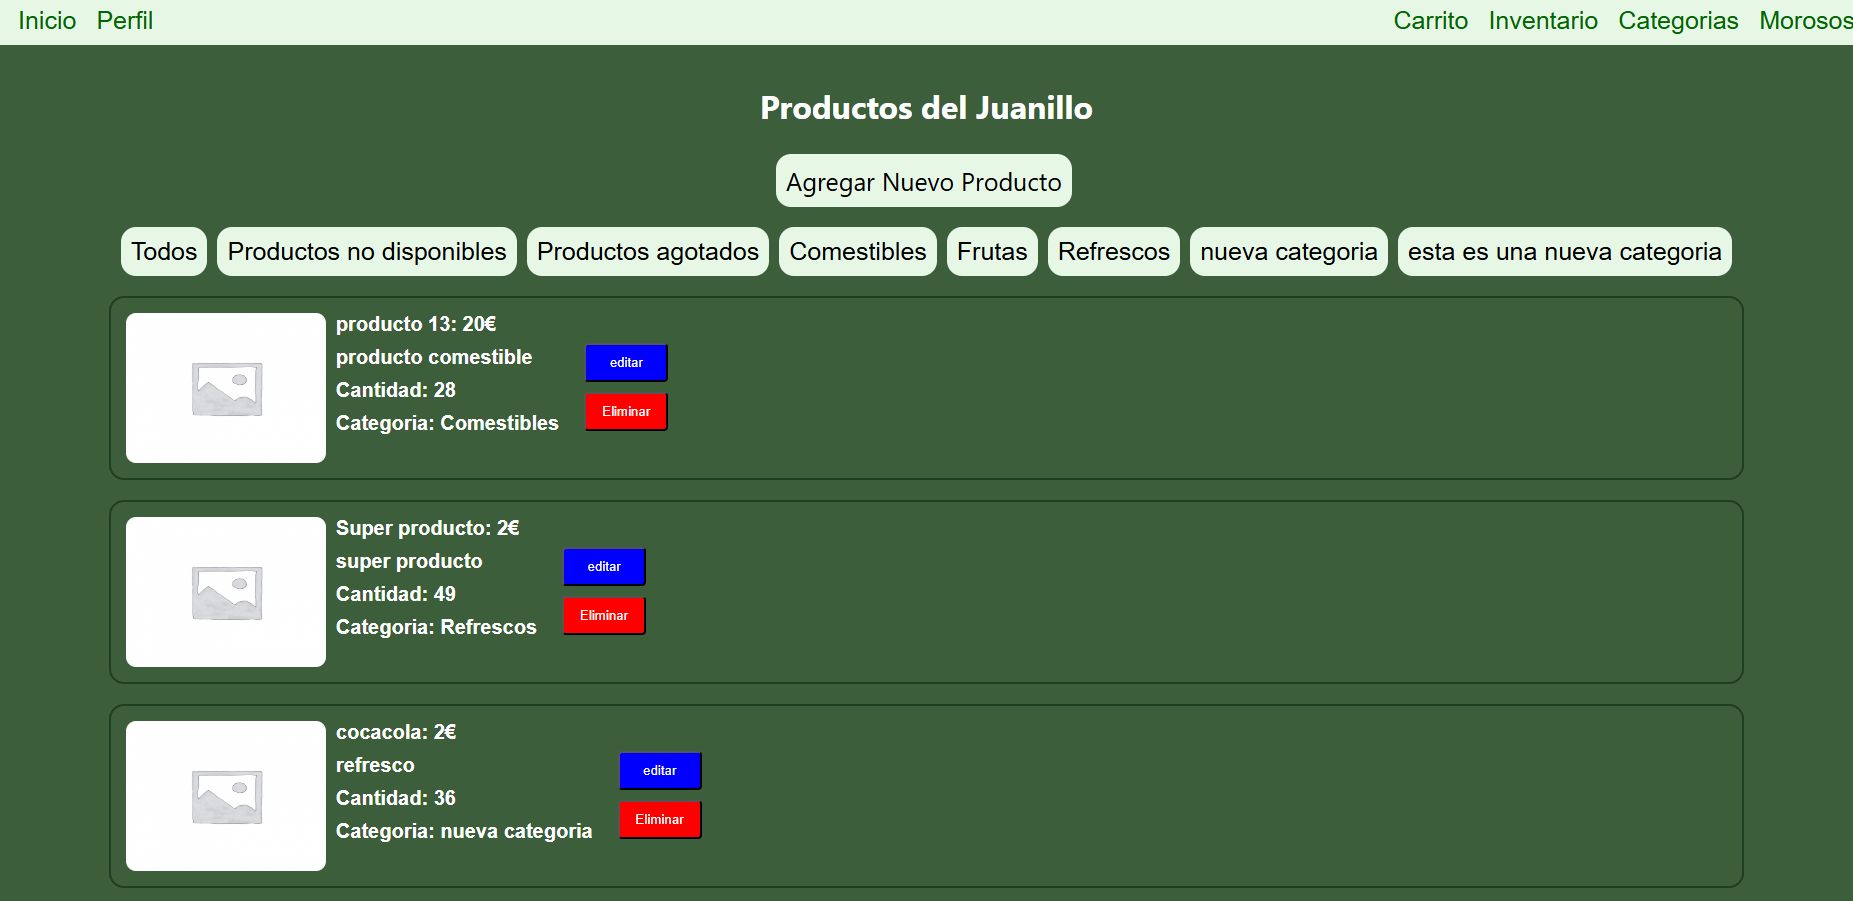 Inicio Perfil Carrito Inventario Categorias Morosos
Productos del Juanillo
Agregar Nuevo Producto
Todos Productos no disponibles Productos agotados Comestibles Frutas Refrescos nueva categoria esta es una nueva categoria
producto 13: 20€
producto comestible
Cantidad: 28
Categoria: Comestibles
editar
Eliminar
Super producto: 2€
super producto
Cantidad: 49
Categoria: Refrescos
editar
Eliminar
cocacola: 2€
refresco
Cantidad: 36
Categoria: nueva categoria
editar
Eliminar